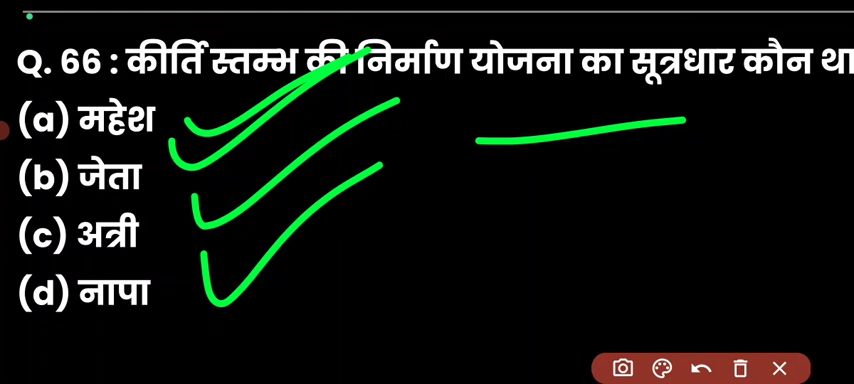 Q. 66 : कीर्ति स्तम्भ की निर्माण योजना का सूत्रधार कौन था
(a) महेश
(b) जेता
(c) अत्री
(d) नापा